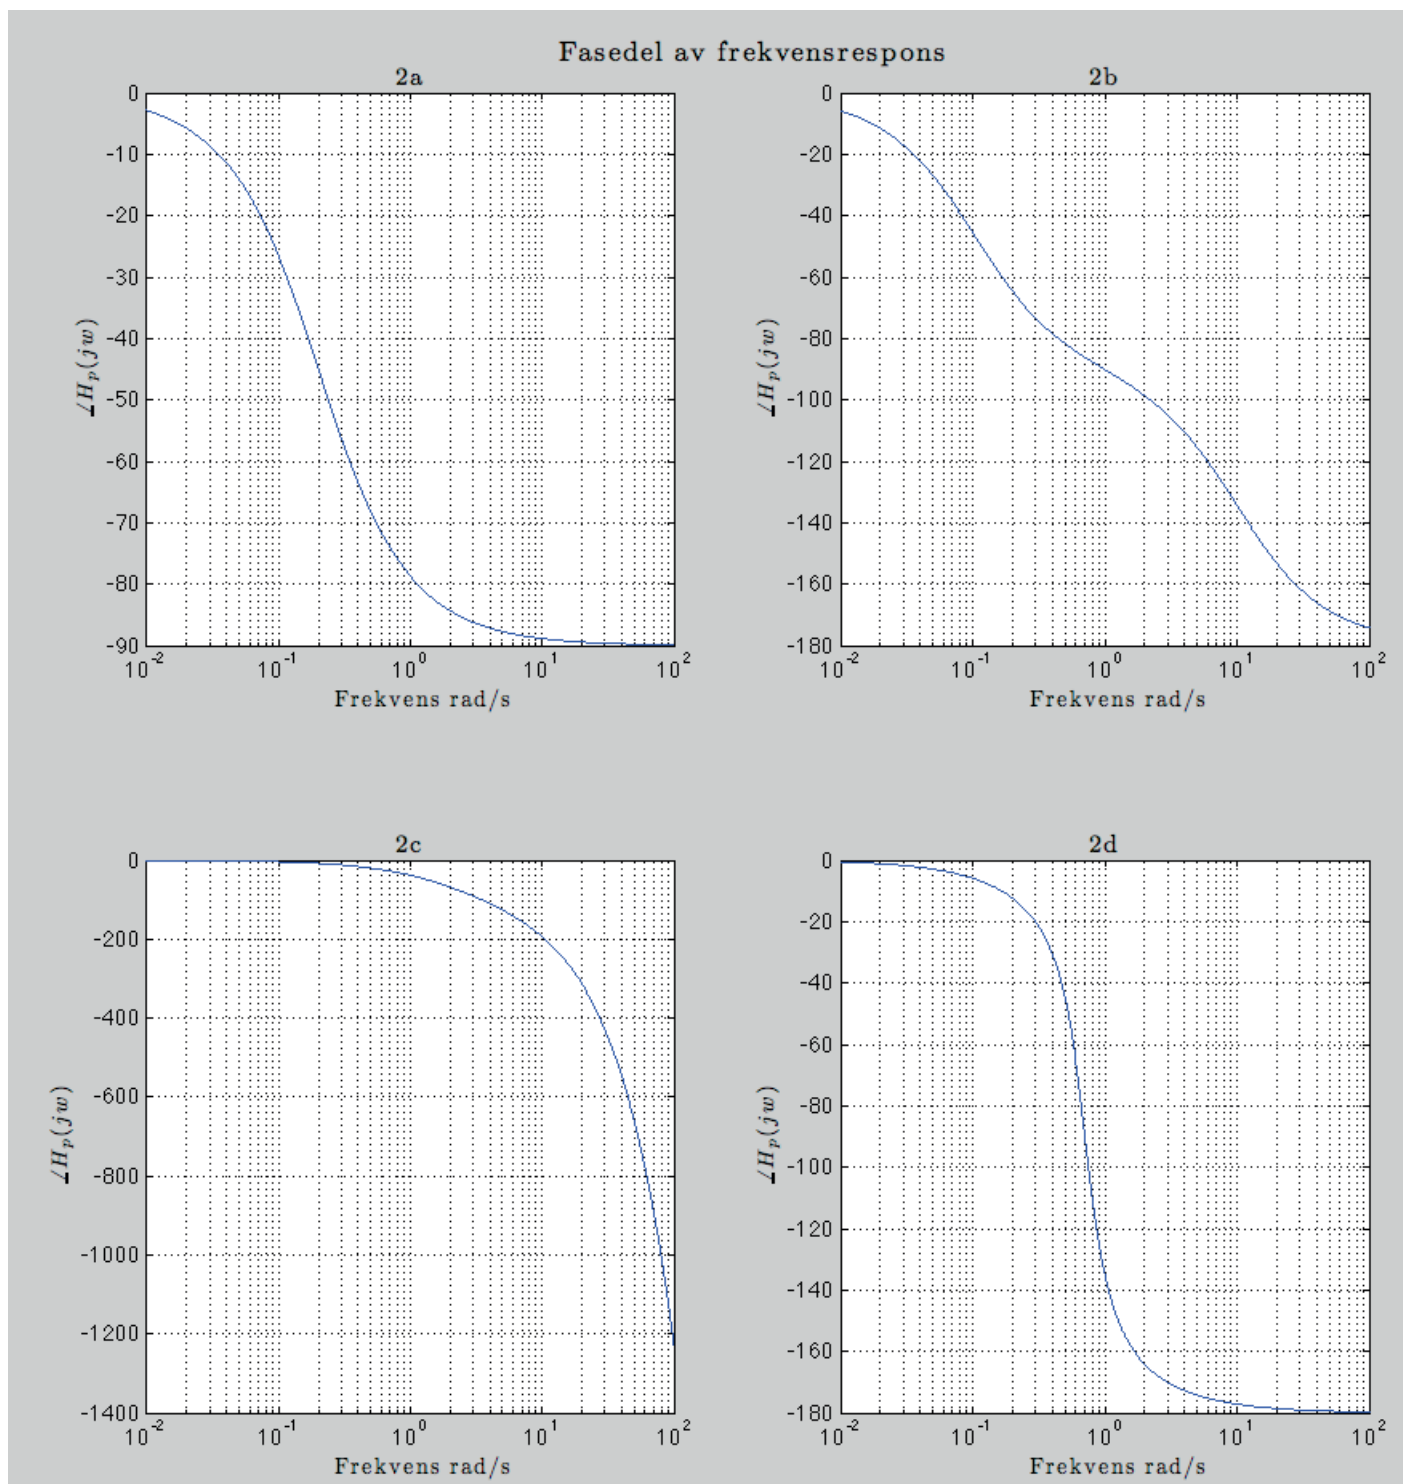 Fasedel av frekvensrespons
2a
0
-10
-20
-30
-40
-50
-60
-70
-80
-90
∠H_p(jw)
10^-2 10^-1 10^0 10^1 10^2
Frekvens rad/s
2b
0
-20
-40
-60
-80
-100
-120
-140
-160
-180
∠H_p(jw)
10^-2 10^-1 10^0 10^1 10^2
Frekvens rad/s
2c
0
-200
-400
-600
-800
-1000
-1200
-1400
∠H_p(jw)
10^-2 10^-1 10^0 10^1 10^2
Frekvens rad/s
2d
0
-20
-40
-60
-80
-100
-120
-140
-160
-180
∠H_p(jw)
10^-2 10^-1 10^0 10^1 10^2
Frekvens rad/s